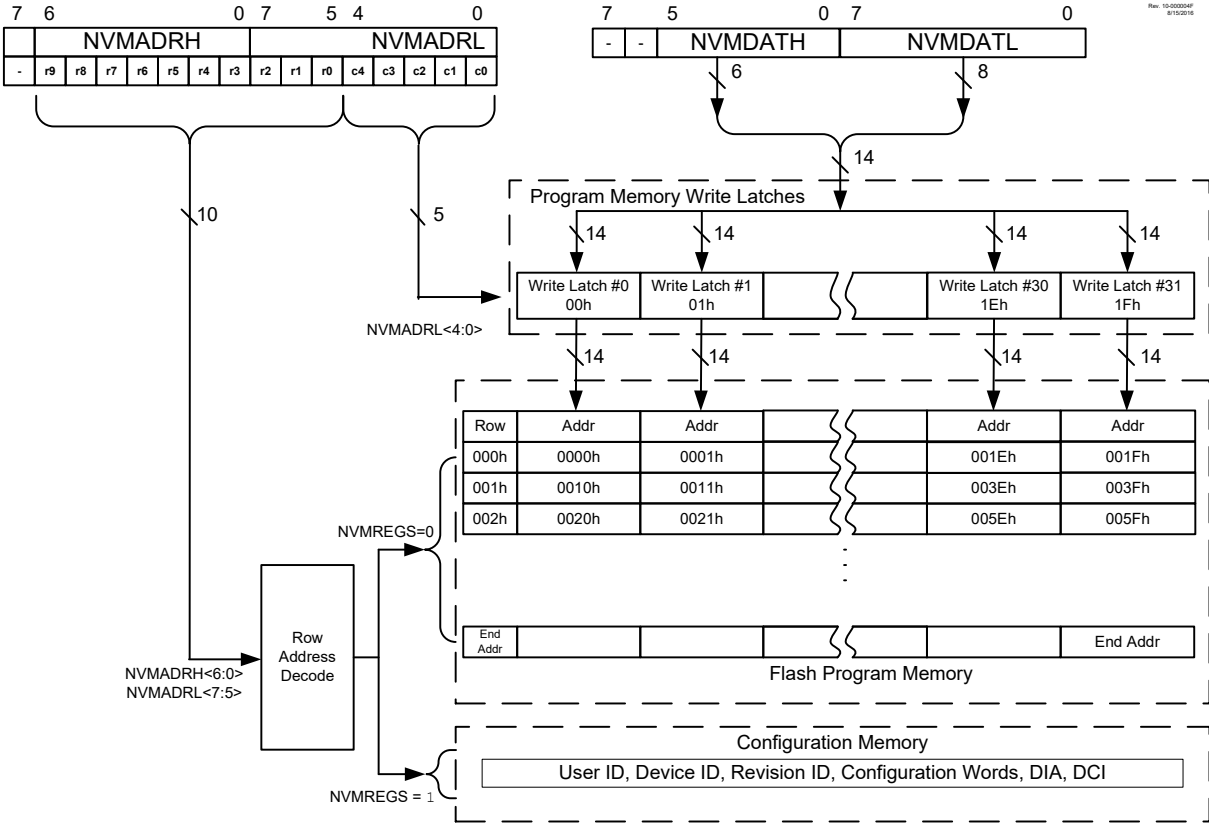 7 6 0 7 5 4 0
7 5 0 7 0
Rev. 10-000004F
8/15/2016
7 NVMADRH NVMADRL
- - NVMDATH NVMDATL
- r9 r8 r7 r6 r5 r4 r3 r2 r1 r0 c4 c3 c2 c1 c0
6 8
14
Program Memory Write Latches
10 5
14 14 14 14
Write Latch #0
00h
Write Latch #1
01h
Write Latch #30
1Eh
Write Latch #31
1Fh
NVMADRL<4:0>
14 14 14 14
Row Addr Addr Addr Addr
000h 0000h 0001h 001Eh 001Fh
001h 0010h 0011h 003Eh 003Fh
002h 0020h 0021h 005Eh 005Fh
NVMREGS=0
Row
Address
Decode
End
Addr
End Addr
NVMADRH<6:0>
NVMADRL<7:5>
Flash Program Memory
Configuration Memory
User ID, Device ID, Revision ID, Configuration Words, DIA, DCI
NVMREGS = 1